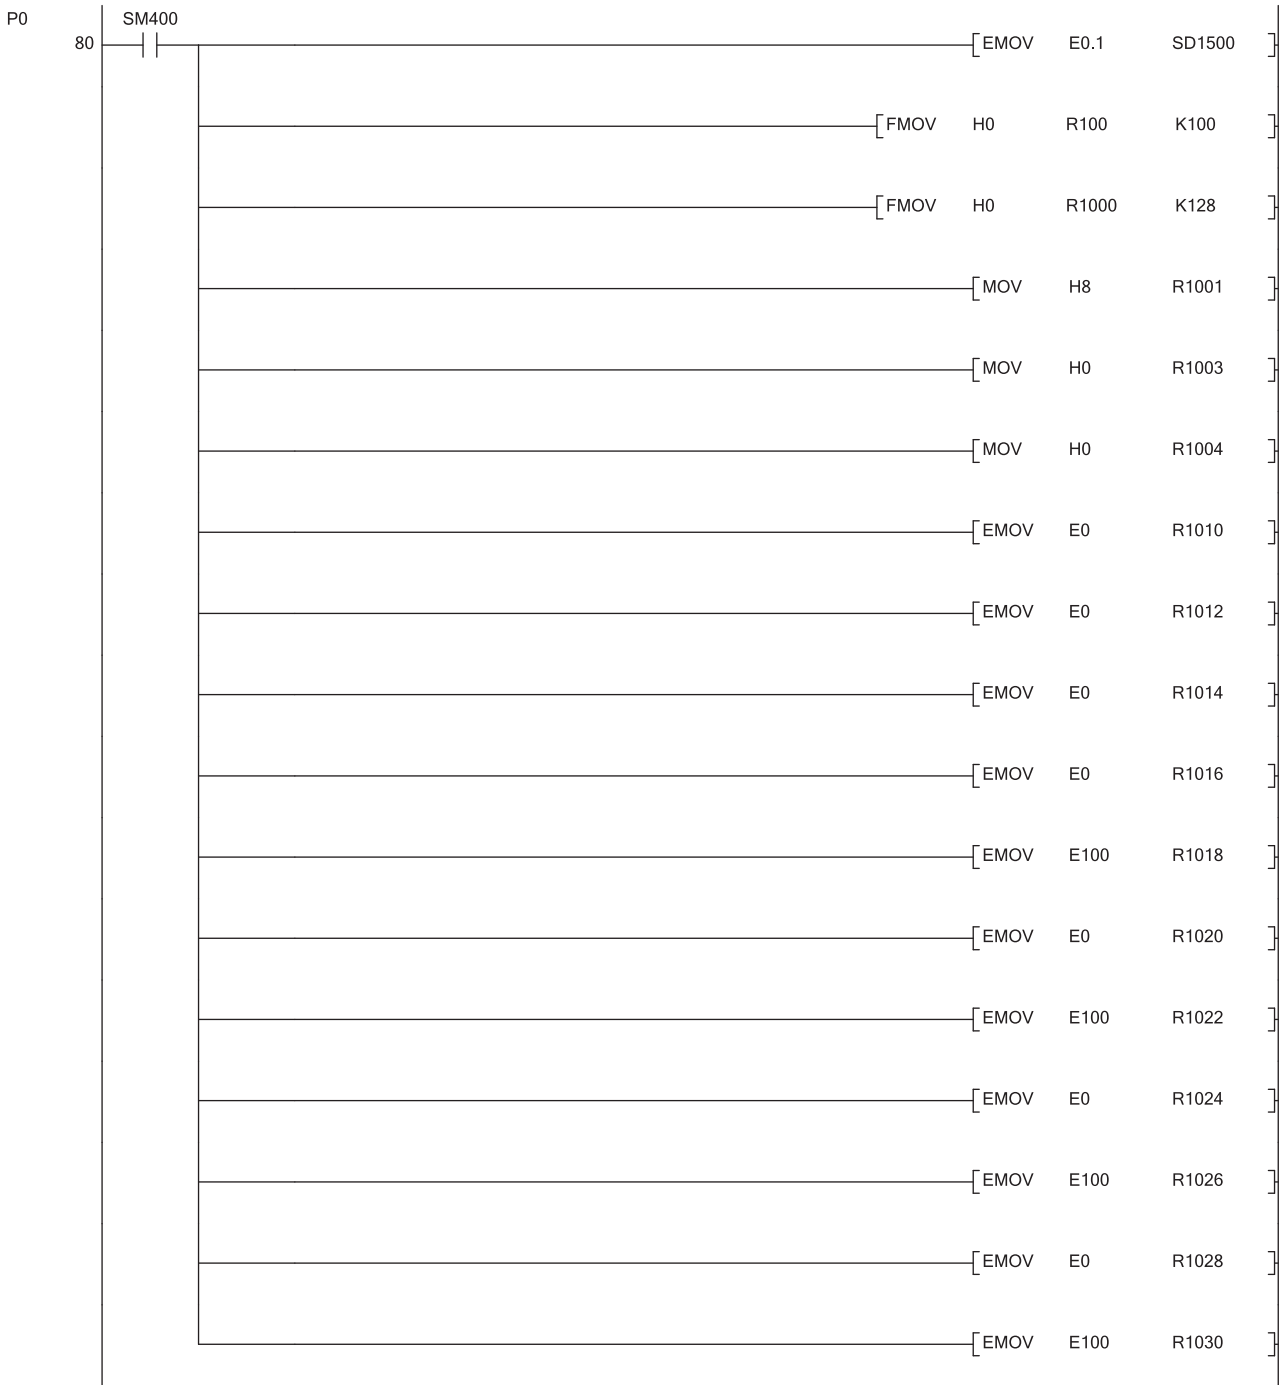 P0 SM400
80 EMOV E0.1 SD1500
FMOV H0 R100 K100
FMOV H0 R1000 K128
MOV H8 R1001
MOV H0 R1003
MOV H0 R1004
EMOV E0 R1010
EMOV E0 R1012
EMOV E0 R1014
EMOV E0 R1016
EMOV E100 R1018
EMOV E0 R1020
EMOV E100 R1022
EMOV E0 R1024
EMOV E100 R1026
EMOV E0 R1028
EMOV E100 R1030